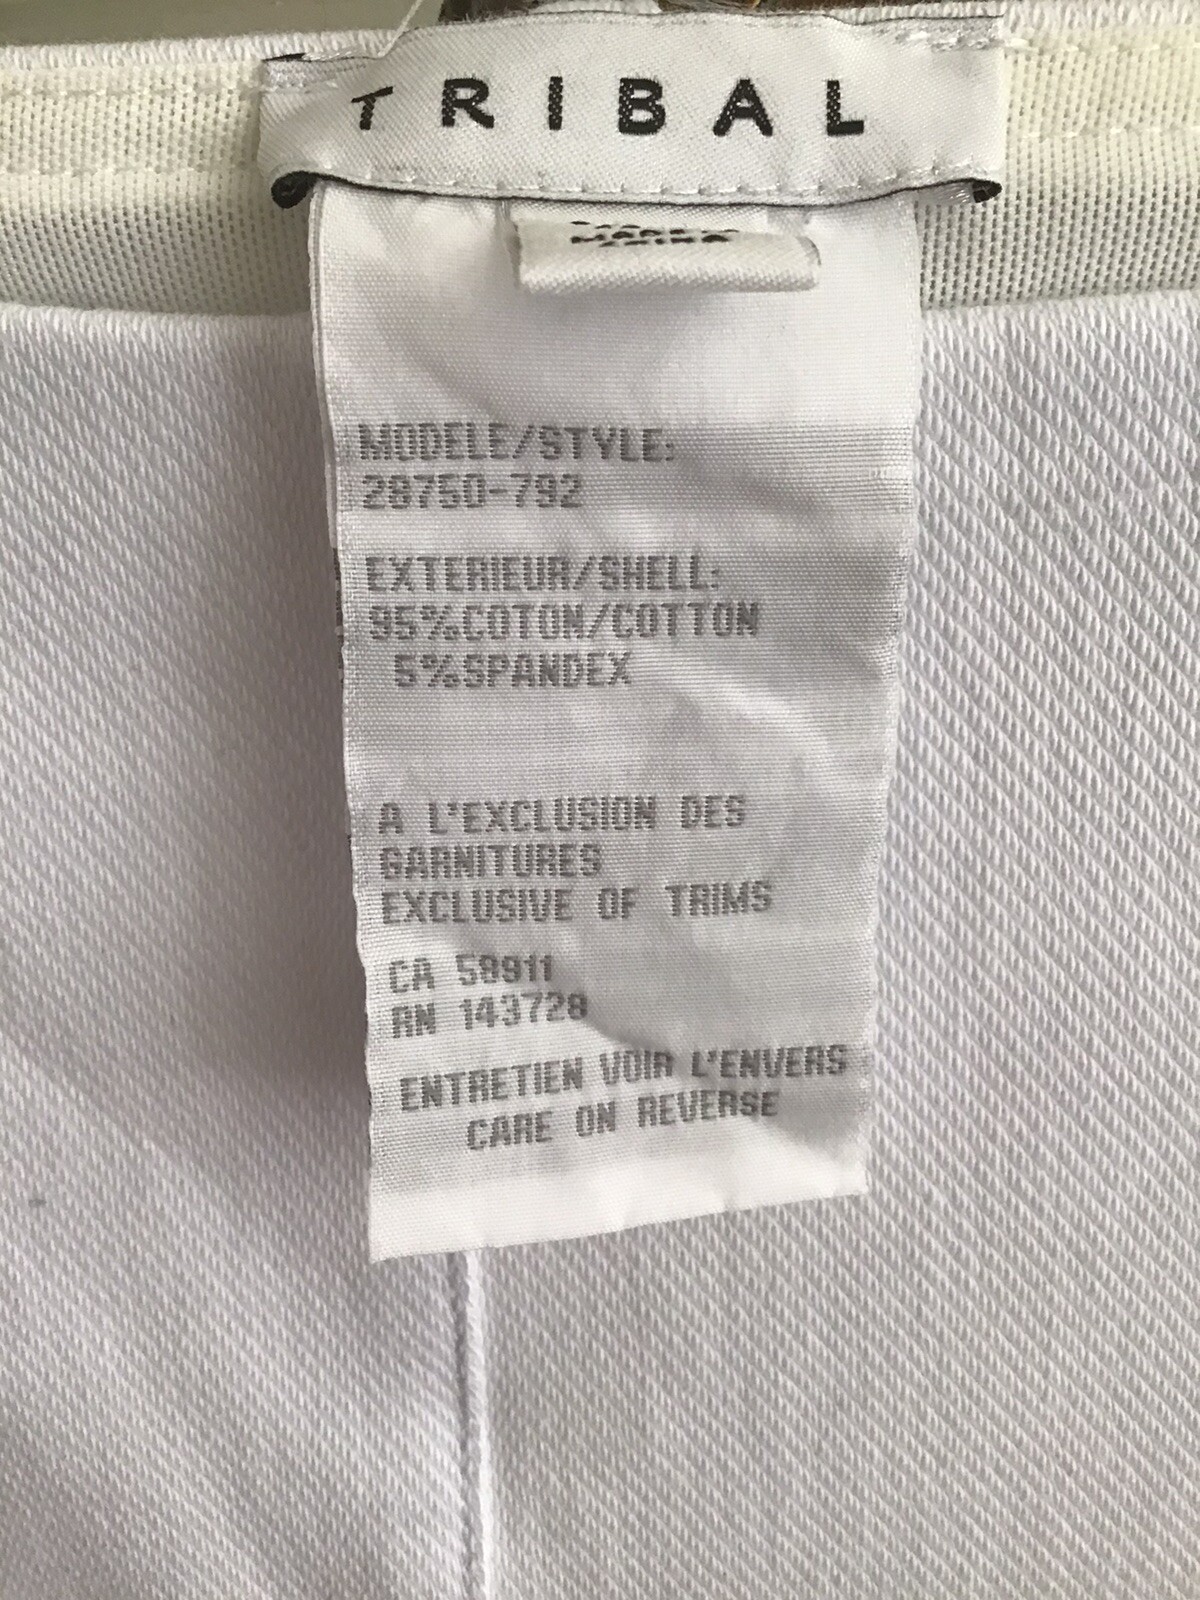 TRIBAL
MODELE/STYLE:
28750-792
EXTERIEUR/SHELL:
95%COTON/COTTON
5%SPANDEX
A L'EXCLUSION DES
GARNITURES
EXCLUSIVE OF TRIMS
CA 58911
RN 143728
ENTRETIEN VOIR L'ENVERS
CARE ON REVERSE